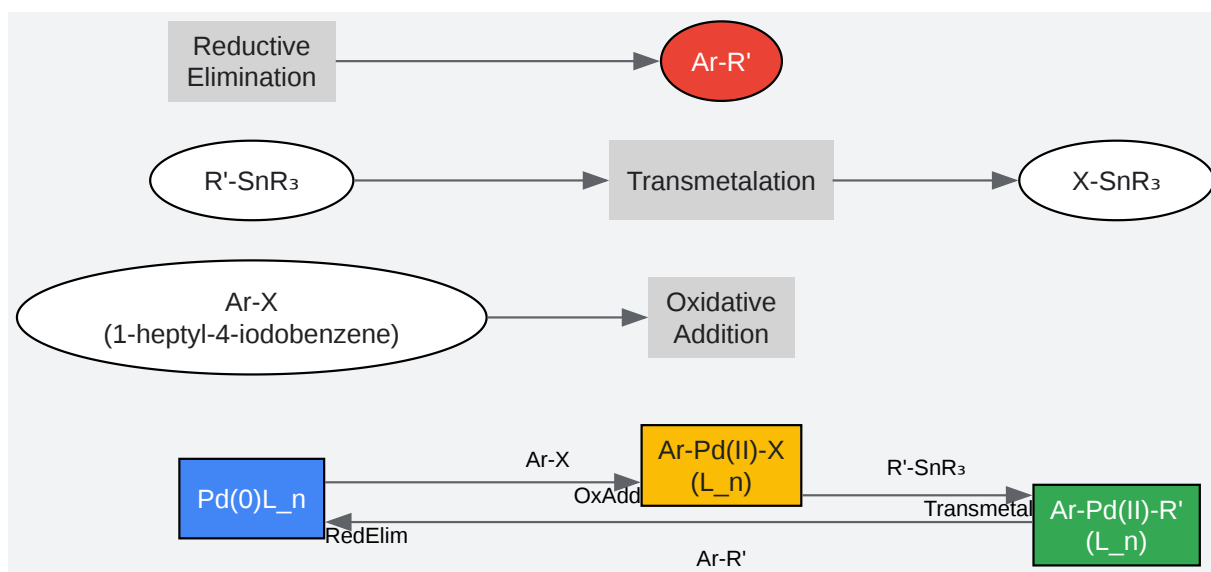 Reductive
Elimination
Ar-R'
R'-SnR₃
Transmetalation
X-SnR₃
Ar-X
(1-heptyl-4-iodobenzene)
Oxidative
Addition
Pd(0)L_n
Ar-X
OxAdd
Ar-Pd(II)-X
(L_n)
R'-SnR₃
Transmetal
Ar-Pd(II)-R'
(L_n)
RedElim
Ar-R'